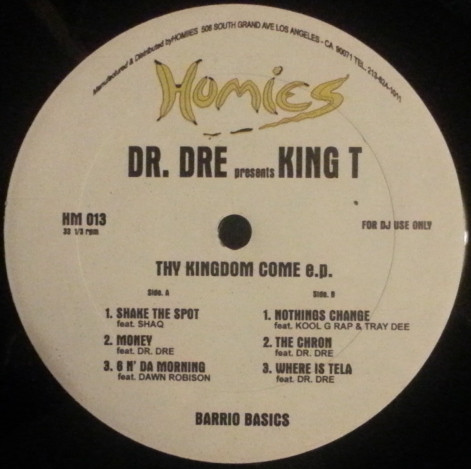 Manufactured & Distributed by HOMIES 506 SOUTH GRAND AVE LOS ANGELES - CA 90071 TEL.
Homies
DR. DRE presents KING T
HM 013
33 1/3 rpm
FOR DJ USE ONLY
THY KINGDOM COME e.p.
Side. A
1. SHAKE THE SPOT
feat. SHAQ
2. MONEY
feat. DR. DRE
3. 6 N' DA MORNING
feat. DAWN ROBISON
Side. B
1. NOTHINGS CHANGE
feat. KOOL G RAP & TRAY DEE
2. THE CHRON
feat. DR. DRE
3. WHERE IS TELA
feat. DR. DRE
BARRIO BASICS